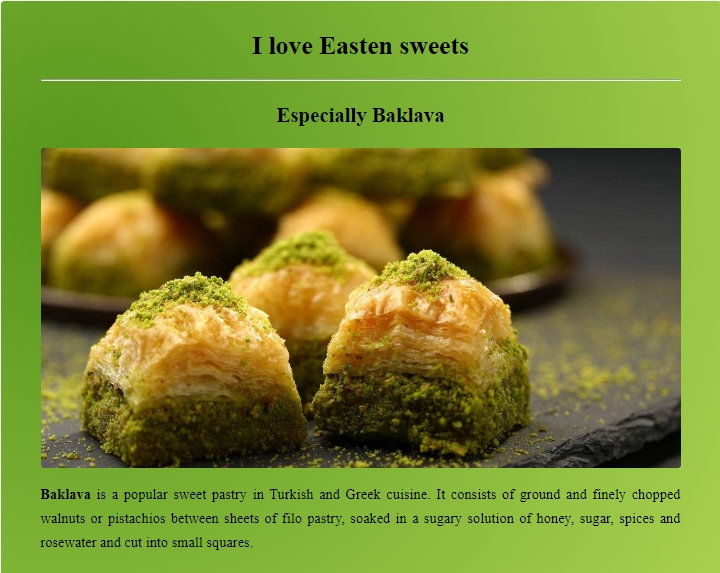 I love Easten sweets
Especially Baklava
Baklava is a popular sweet pastry in Turkish and Greek cuisine. It consists of ground and finely chopped
walnuts or pistachios between sheets of filo pastry, soaked in a sugary solution of honey, sugar, spices and
rosewater and cut into small squares.